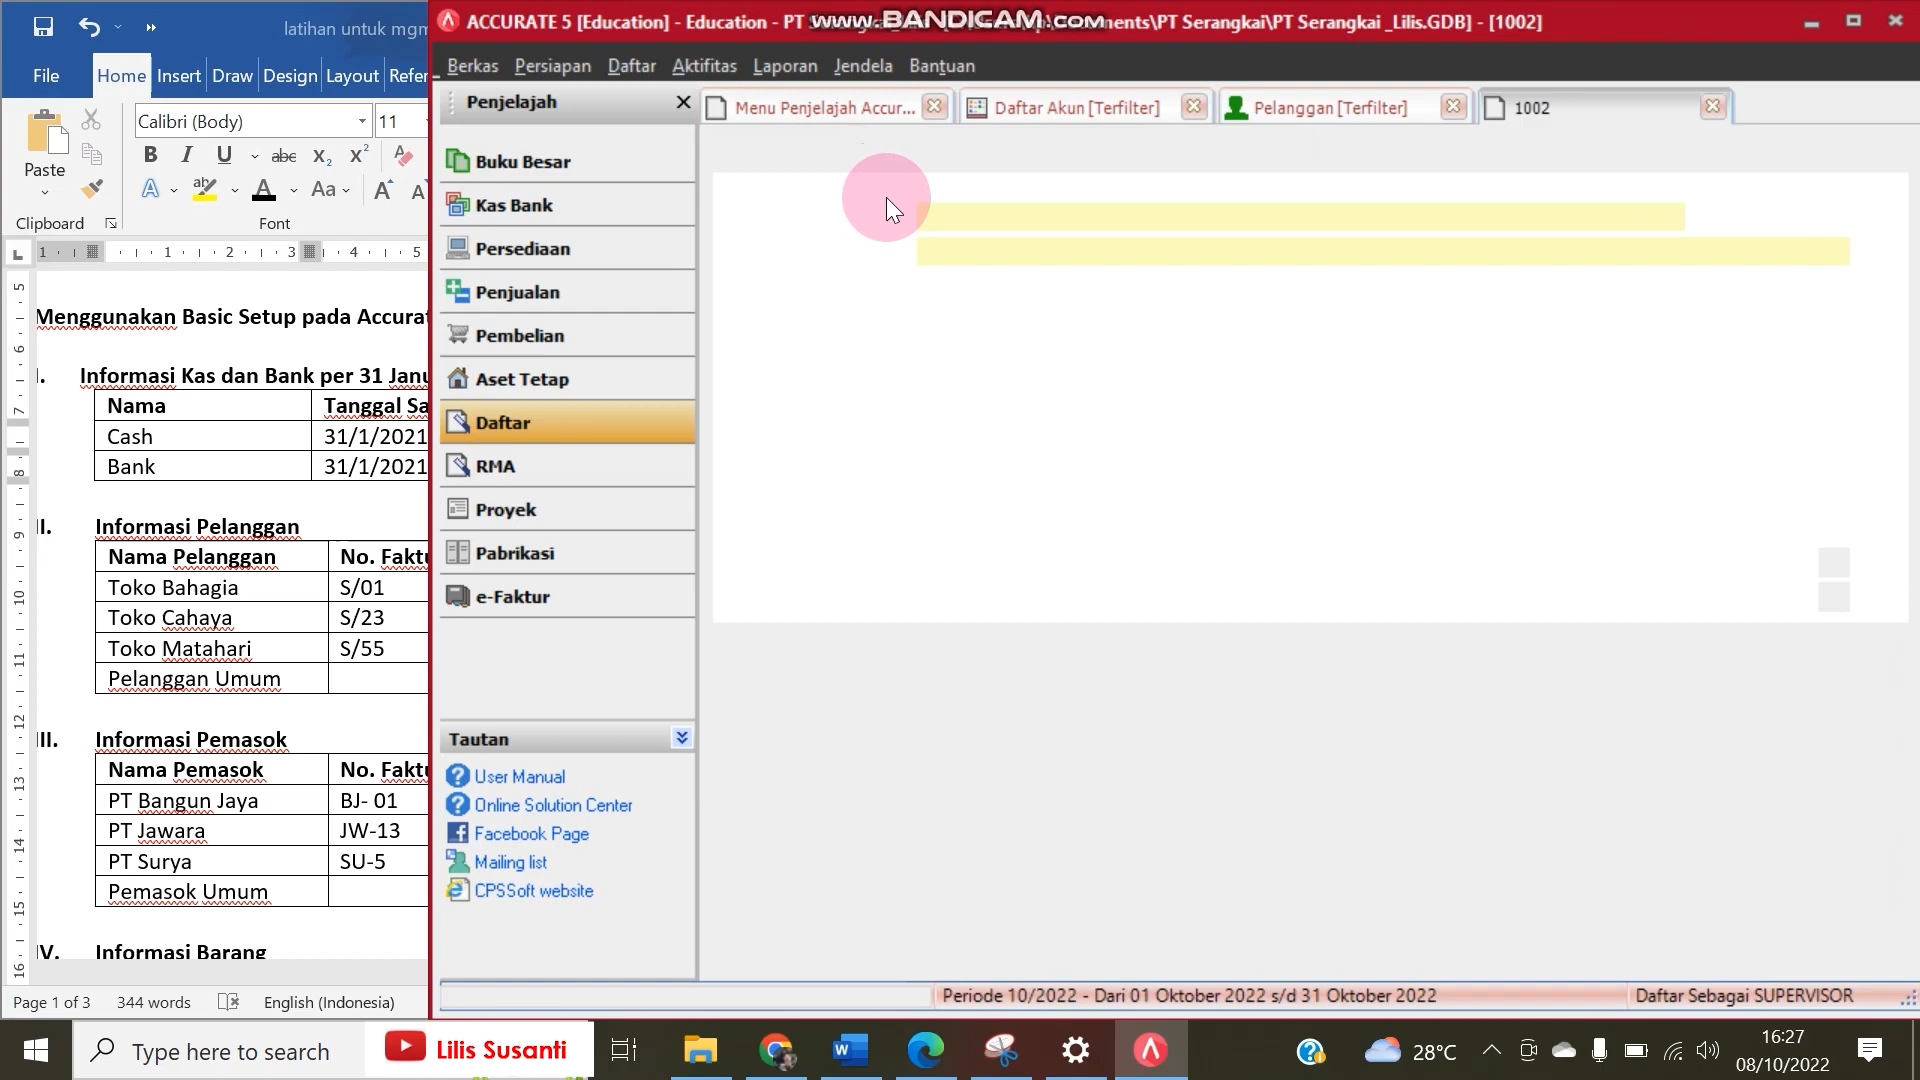 latihan untuk mgm
File Home Insert Draw Design Layout Refer
Paste
Clipboard
Calibri (Body) 11
Font
Menggunakan Basic Setup pada Accurat
I. Informasi Kas dan Bank per 31 Janu
Nama Tanggal Sa
Cash 31/1/2021
Bank 31/1/2021
II. Informasi Pelanggan
Nama Pelanggan No. Faktu
Toko Bahagia S/01
Toko Cahaya S/23
Toko Matahari S/55
Pelanggan Umum
III. Informasi Pemasok
Nama Pemasok No. Faktu
PT Bangun Jaya BJ- 01
PT Jawara JW-13
PT Surya SU-5
Pemasok Umum
IV. Informasi Barang
Page 1 of 3 344 words English (Indonesia)
ACCURATE 5 [Education] - Education - PT
www.BANDICAM.com
ments\PT Serangkai\PT Serangkai _Lilis.GDB] - [1002]
Berkas Persiapan Daftar Aktifitas Laporan Jendela Bantuan
Penjelajah
Menu Penjelajah Accur... Daftar Akun [Terfilter] Pelanggan [Terfilter] 1002
Buku Besar
Kas Bank
Persediaan
Penjualan
Pembelian
Aset Tetap
Daftar
RMA
Proyek
Pabrikasi
e-Faktur
Tautan
User Manual
Online Solution Center
Facebook Page
Mailing list
CPSSoft website
Periode 10/2022 - Dari 01 Oktober 2022 s/d 31 Oktober 2022 Daftar Sebagai SUPERVISOR
Type here to search
Lilis Susanti
28°C
16:27
08/10/2022